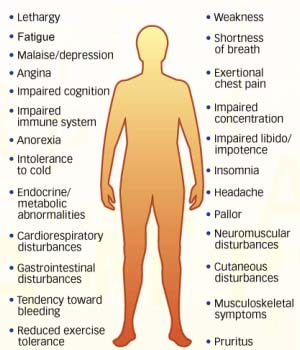 • Lethargy
• Fatigue
• Malaise/depression
• Angina
• Impaired cognition
• Impaired
immune system
• Anorexia
• Intolerance
to cold
• Endocrine/
metabolic
abnormalities
• Cardiorespiratory
disturbances
• Gastrointestinal
disturbances
• Tendency toward
bleeding
• Reduced exercise
tolerance
• Weakness
• Shortness
of breath
• Exertional
chest pain
• Impaired
concentration
• Impaired libido/
impotence
• Insomnia
• Headache
• Pallor
• Neuromuscular
disturbances
• Cutaneous
disturbances
• Musculoskeletal
symptoms
• Pruritus